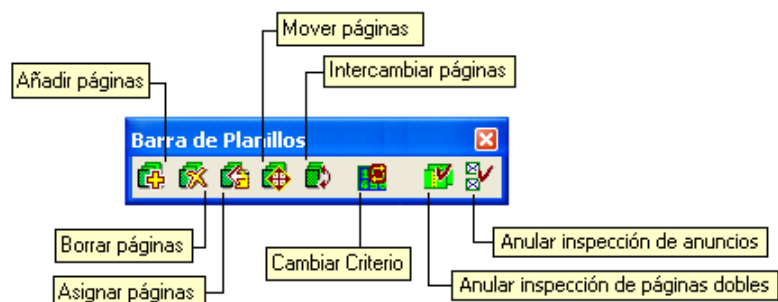 Mover páginas
Intercambiar páginas
Añadir páginas
Barra de Planillos
Borrar páginas
Cambiar Criterio
Anular inspección de anuncios
Asignar páginas
Anular inspección de páginas dobles